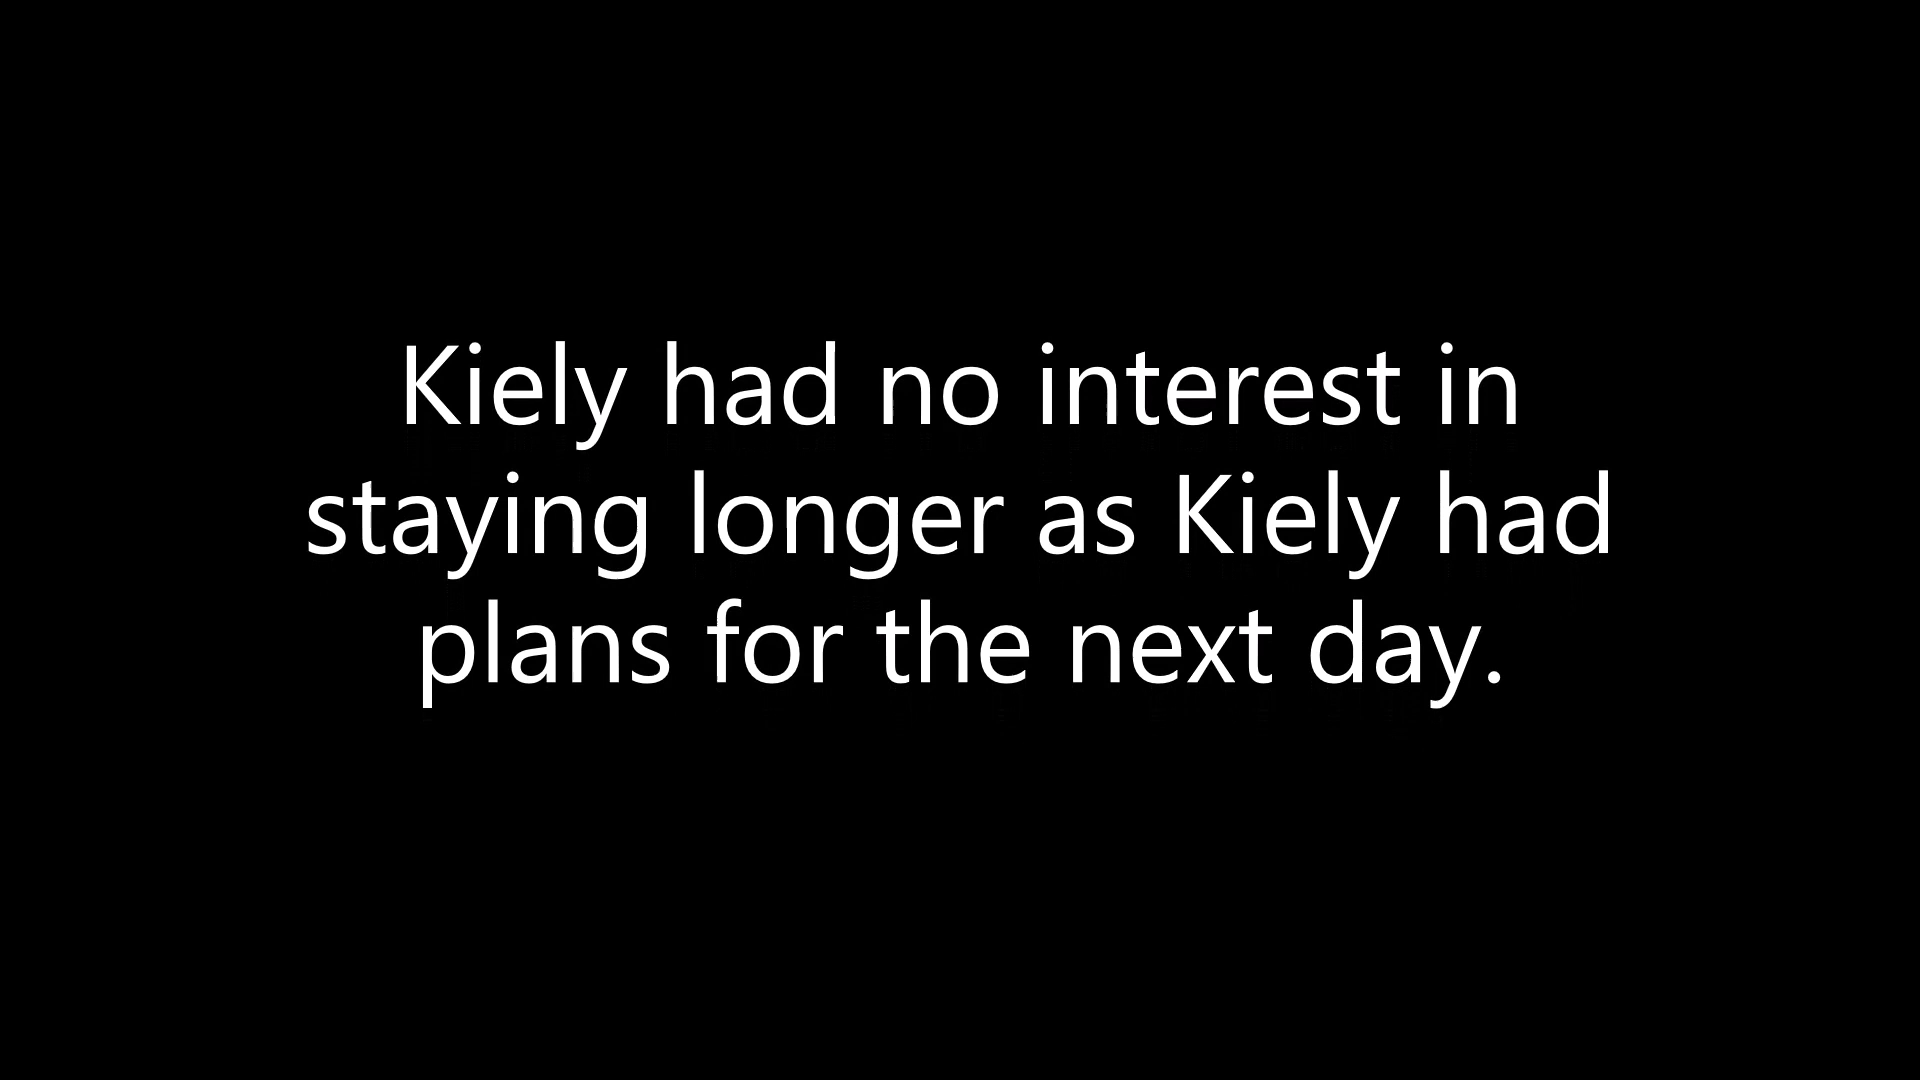 Kiely had no interest in
staying longer as Kiely had
plans for the next day.